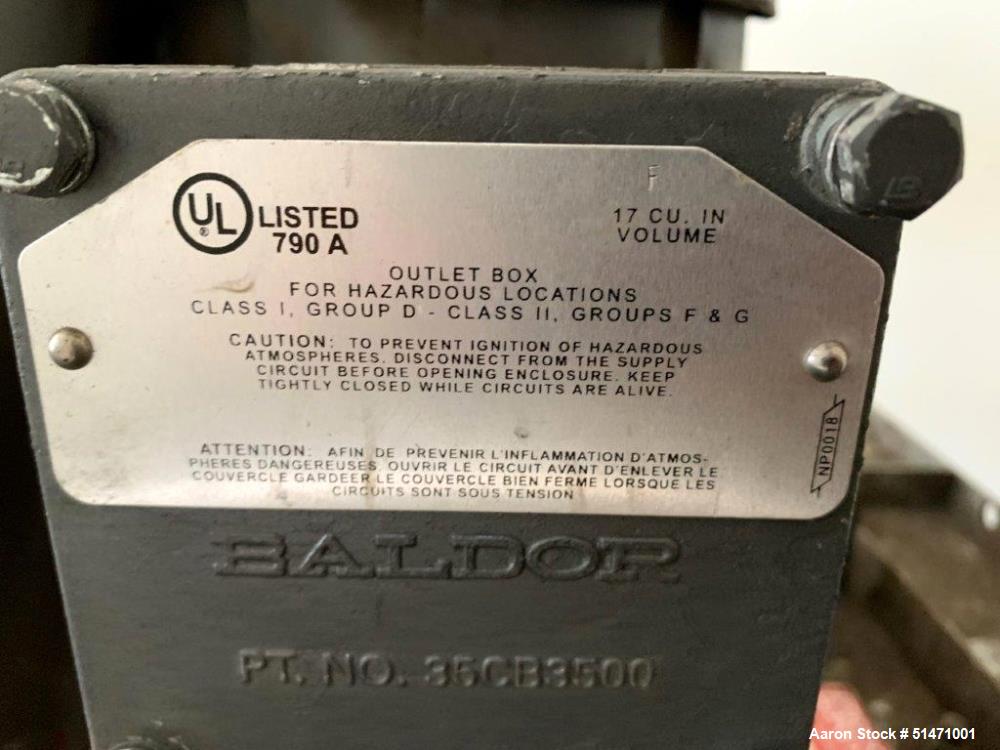 F
UL
®
LISTED
790 A
17 CU. IN
VOLUME
OUTLET BOX
FOR HAZARDOUS LOCATIONS
CLASS I, GROUP D - CLASS II, GROUPS F & G
CAUTION: TO PREVENT IGNITION OF HAZARDOUS
ATMOSPHERES. DISCONNECT FROM THE SUPPLY
CIRCUIT BEFORE OPENING ENCLOSURE. KEEP
TIGHTLY CLOSED WHILE CIRCUITS ARE ALIVE.
ATTENTION: AFIN DE PREVENIR L'INFLAMMATION D'ATMOS-
PHERES DANGEREUSES, OUVRIR LE CIRCUIT AVANT D'ENLEVER LE
COUVERCLE GARDEER LE COUVERCLE BIEN FERME LORSQUE LES
CIRCUITS SONT SOUS TENSION
NP0018
BALDOR
PT. NO. 35CB3500
Aaron Stock # 51471001